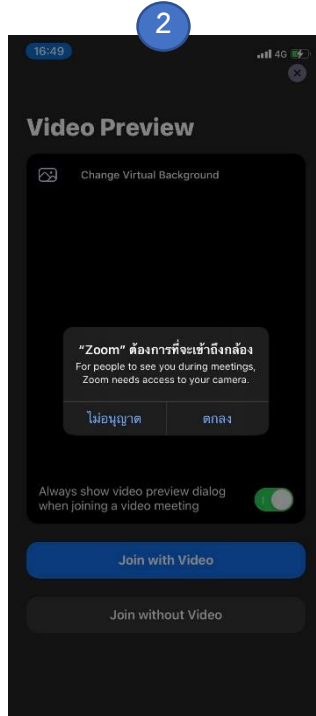 2
16:49
4G
Video Preview
Change Virtual Background
"Zoom" ต้องการที่จะเข้าถึงกล้อง
For people to see you during meetings,
Zoom needs access to your camera.
ไม่อนุญาต
ตกลง
Always show video preview dialog
when joining a video meeting
Join with Video
Join without Video